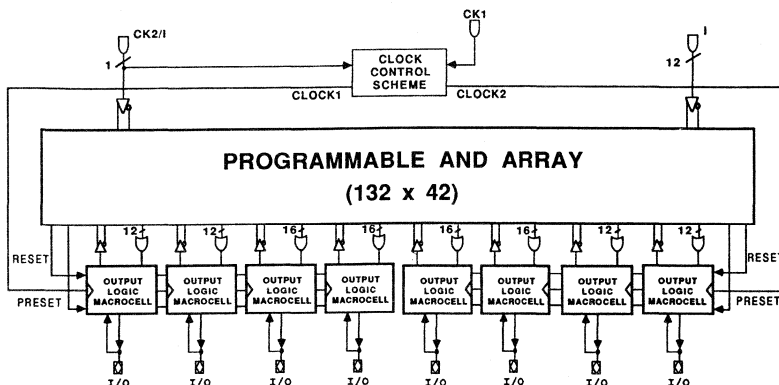 CK2/I
CK1
I
1
CLOCK
CONTROL
SCHEME
12
CLOCK1
CLOCK2
PROGRAMMABLE AND ARRAY
(132 x 42)
12
12
16
16
16
16
12
12
RESET
RESET
OUTPUT
LOGIC
MACROCELL
OUTPUT
LOGIC
MACROCELL
OUTPUT
LOGIC
MACROCELL
OUTPUT
LOGIC
MACROCELL
OUTPUT
LOGIC
MACROCELL
OUTPUT
LOGIC
MACROCELL
OUTPUT
LOGIC
MACROCELL
OUTPUT
LOGIC
MACROCELL
PRESET
PRESET
I/O
I/O
I/O
I/O
I/O
I/O
I/O
I/O